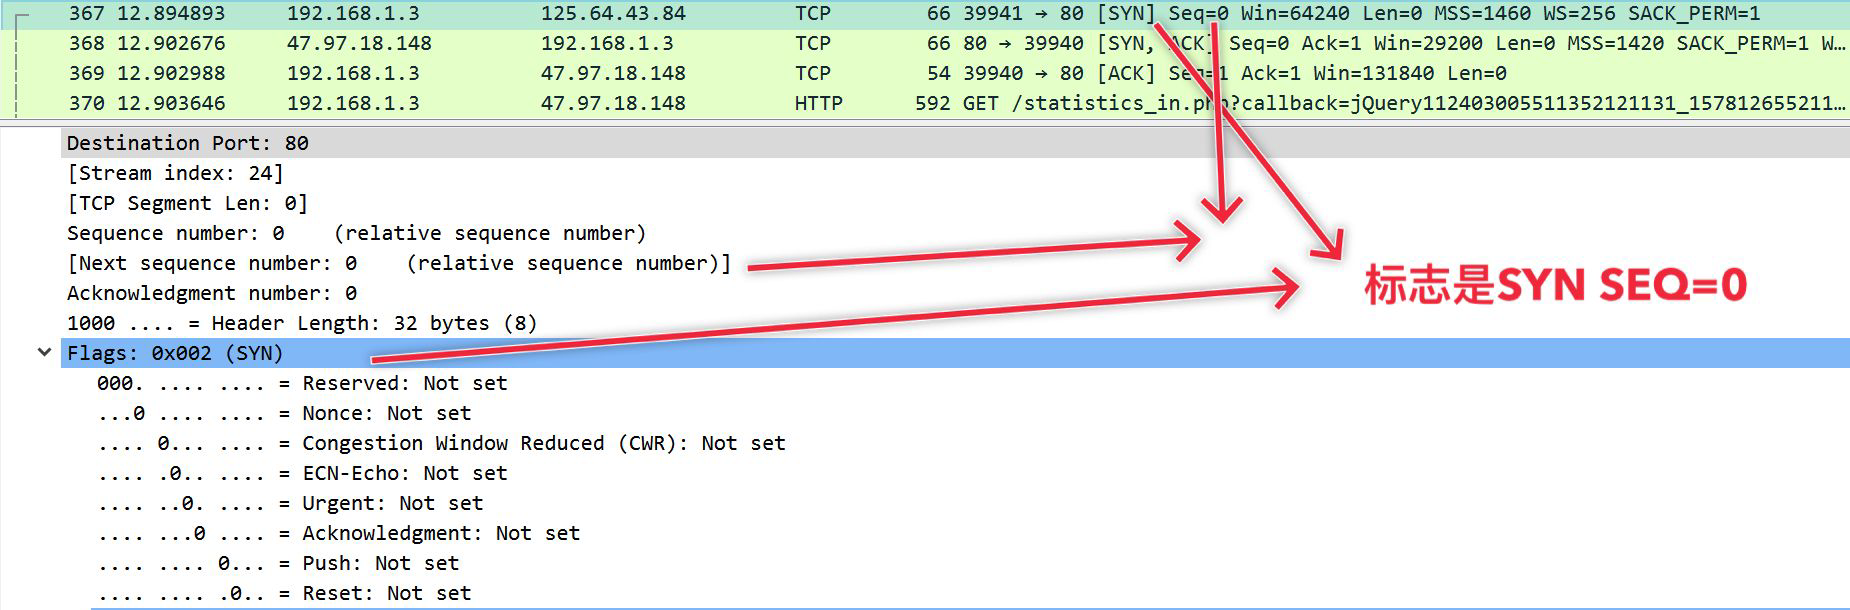 367 12.894893 192.168.1.3 125.64.43.84 TCP 66 39941 → 80 [SYN] Seq=0 Win=64240 Len=0 MSS=1460 WS=256 SACK_PERM=1
368 12.902676 47.97.18.148 192.168.1.3 TCP 66 80 → 39940 [SYN, ACK] Seq=0 Ack=1 Win=29200 Len=0 MSS=1420 SACK_PERM=1 W…
369 12.902988 192.168.1.3 47.97.18.148 TCP 54 39940 → 80 [ACK] Seq=1 Ack=1 Win=131840 Len=0
370 12.903646 192.168.1.3 47.97.18.148 HTTP 592 GET /statistics_in.php?callback=jQuery112403005511352121131_157812655211…
Destination Port: 80
[Stream index: 24]
[TCP Segment Len: 0]
Sequence number: 0 (relative sequence number)
[Next sequence number: 0 (relative sequence number)]
Acknowledgment number: 0
标志是SYN SEQ=0
1000 .... = Header Length: 32 bytes (8)
Flags: 0x002 (SYN)
000. .... .... = Reserved: Not set
...0 .... .... = Nonce: Not set
.... 0... .... = Congestion Window Reduced (CWR): Not set
.... .0.. .... = ECN-Echo: Not set
.... ..0. .... = Urgent: Not set
.... ...0 .... = Acknowledgment: Not set
.... .... 0... = Push: Not set
.... .... .0.. = Reset: Not set